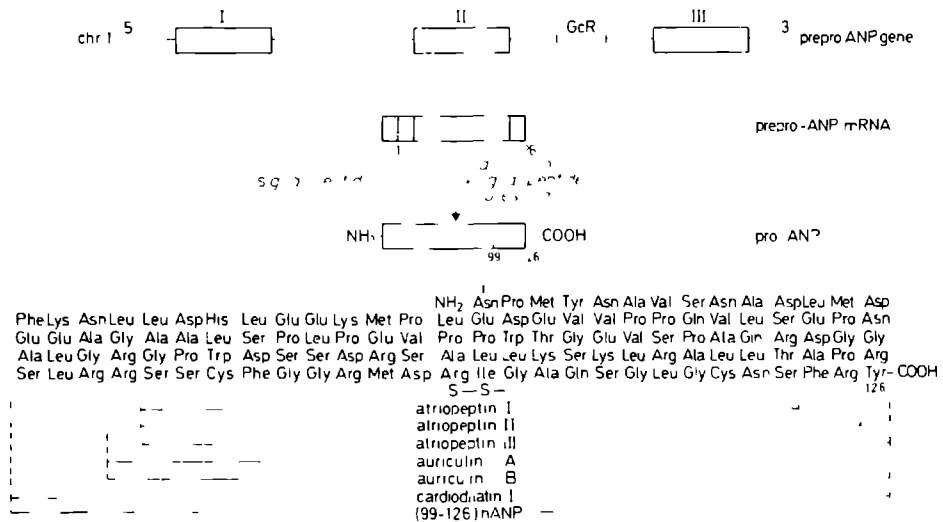 I II III
chr 1 5 GcR 3 prepro ANP gene
prepro-ANP mRNA
1
NH₂ COOH pro ANP
99
NH₂ Asn Pro Met Tyr Asn Ala Val Ser Asn Ala Asp Leu Met Asp
Phe Lys Asn Leu Leu Asp His Leu Glu Glu Lys Met Pro Leu Glu Asp Glu Val Val Pro Pro Gln Val Leu Ser Glu Pro Asn
Glu Glu Ala Gly Ala Ala Leu Ser Pro Leu Pro Glu Val Pro Pro Trp Thr Gly Glu Val Ser Pro Ala Gln Arg Asp Gly Gly
Ala Leu Gly Arg Gly Pro Trp Asp Ser Ser Asp Arg Ser Ala Leu Leu Lys Ser Lys Leu Arg Ala Leu Leu Thr Ala Pro Arg
Ser Leu Arg Arg Ser Ser Cys Phe Gly Gly Arg Met Asp Arg Ile Gly Ala Gln Ser Gly Leu Gly Cys Asn Ser Phe Arg Tyr-COOH
S—S- 126
atriopeptin I
atriopeptin II
atriopeptin III
auriculin A
auriculin B
cardiodilatin I
(99-126) hANP